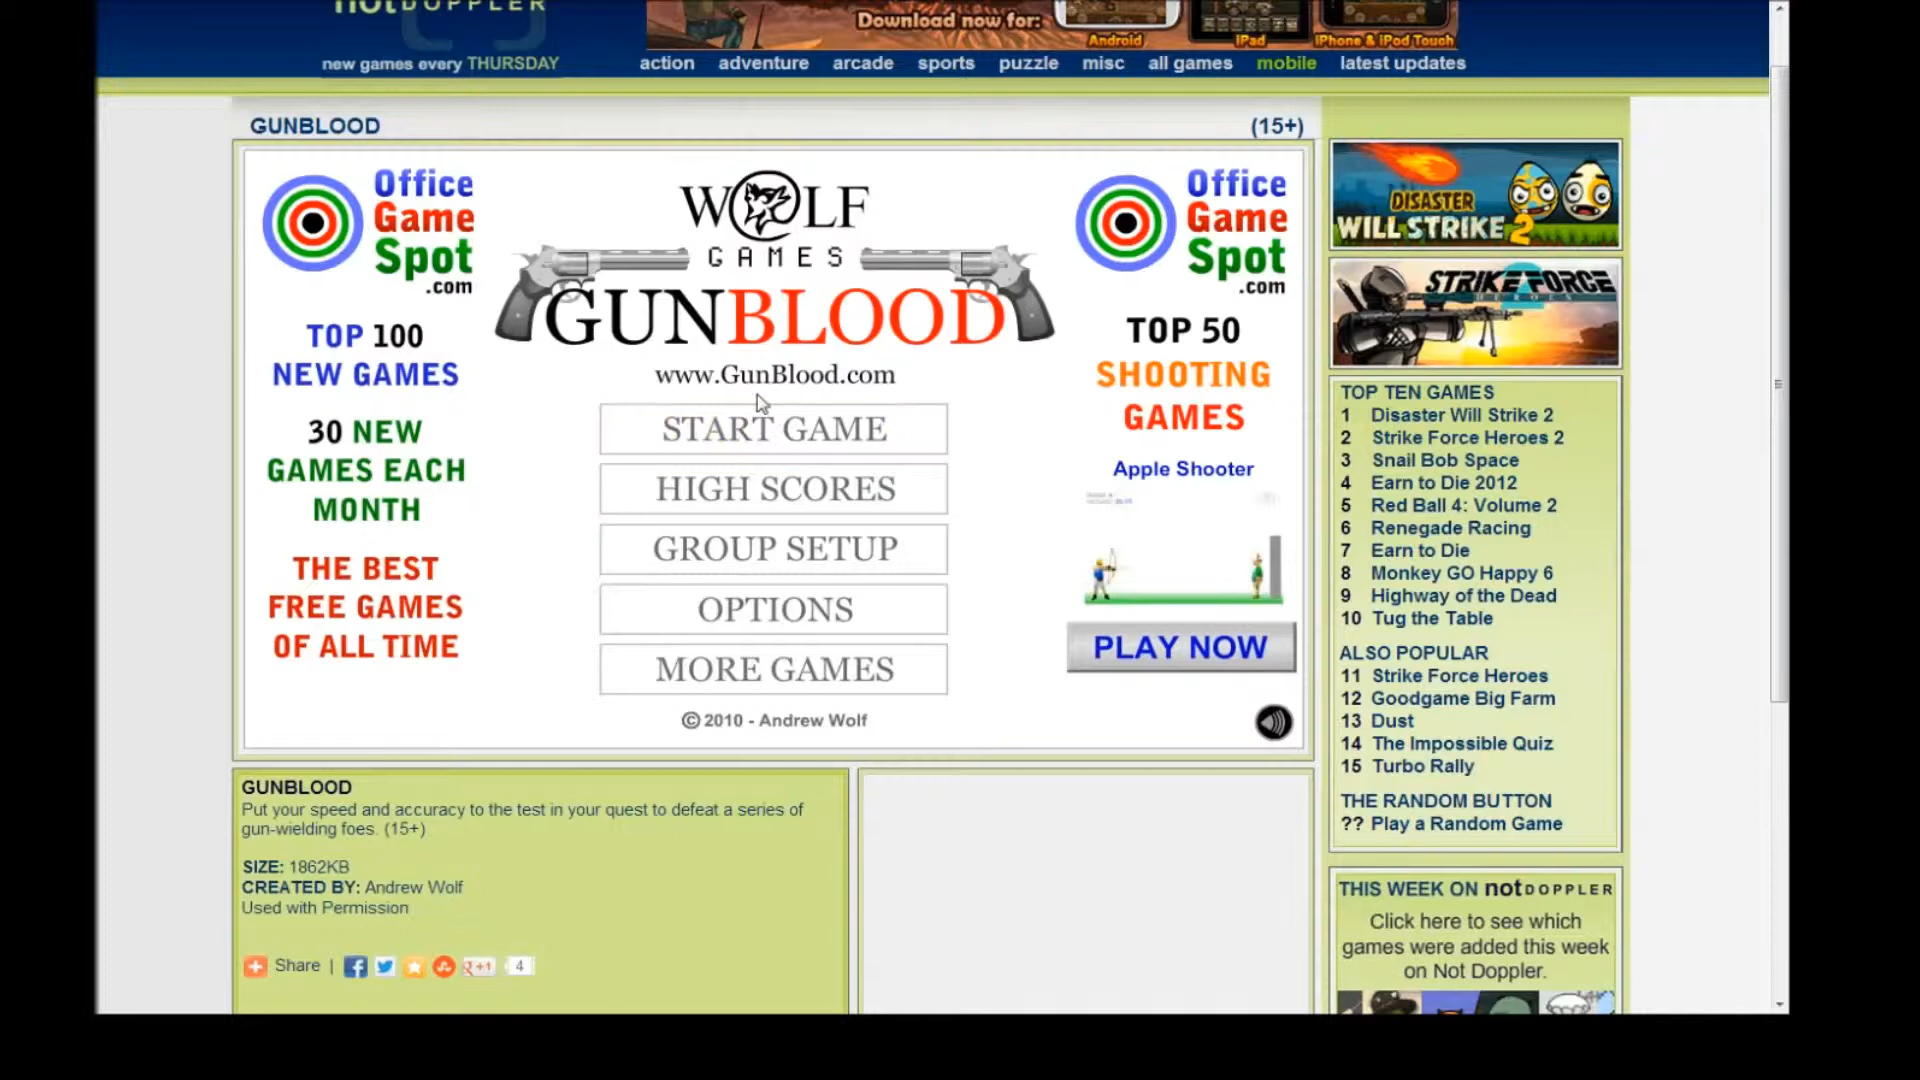 notDOPPLER
new games every THURSDAY
Download now for:
Android
iPad
iPhone & iPod Touch
action adventure arcade sports puzzle misc all games mobile latest updates
GUNBLOOD
(15+)
Office
Game
Spot
.com
TOP 100
NEW GAMES
30 NEW
GAMES EACH
MONTH
THE BEST
FREE GAMES
OF ALL TIME
WOLF
GAMES
GUNBLOOD
www.GunBlood.com
START GAME
HIGH SCORES
GROUP SETUP
OPTIONS
MORE GAMES
© 2010 - Andrew Wolf
Office
Game
Spot
.com
TOP 50
SHOOTING
GAMES
Apple Shooter
PLAY NOW
DISASTER
WILL STRIKE 2
STRIKE FORCE
HEROES 2
TOP TEN GAMES
1 Disaster Will Strike 2
2 Strike Force Heroes 2
3 Snail Bob Space
4 Earn to Die 2012
5 Red Ball 4: Volume 2
6 Renegade Racing
7 Earn to Die
8 Monkey GO Happy 6
9 Highway of the Dead
10 Tug the Table
ALSO POPULAR
11 Strike Force Heroes
12 Goodgame Big Farm
13 Dust
14 The Impossible Quiz
15 Turbo Rally
THE RANDOM BUTTON
?? Play a Random Game
THIS WEEK ON notDOPPLER
Click here to see which
games were added this week
on Not Doppler.
GUNBLOOD
Put your speed and accuracy to the test in your quest to defeat a series of
gun-wielding foes. (15+)
SIZE: 1862KB
CREATED BY: Andrew Wolf
Used with Permission
Share |
g +1
4